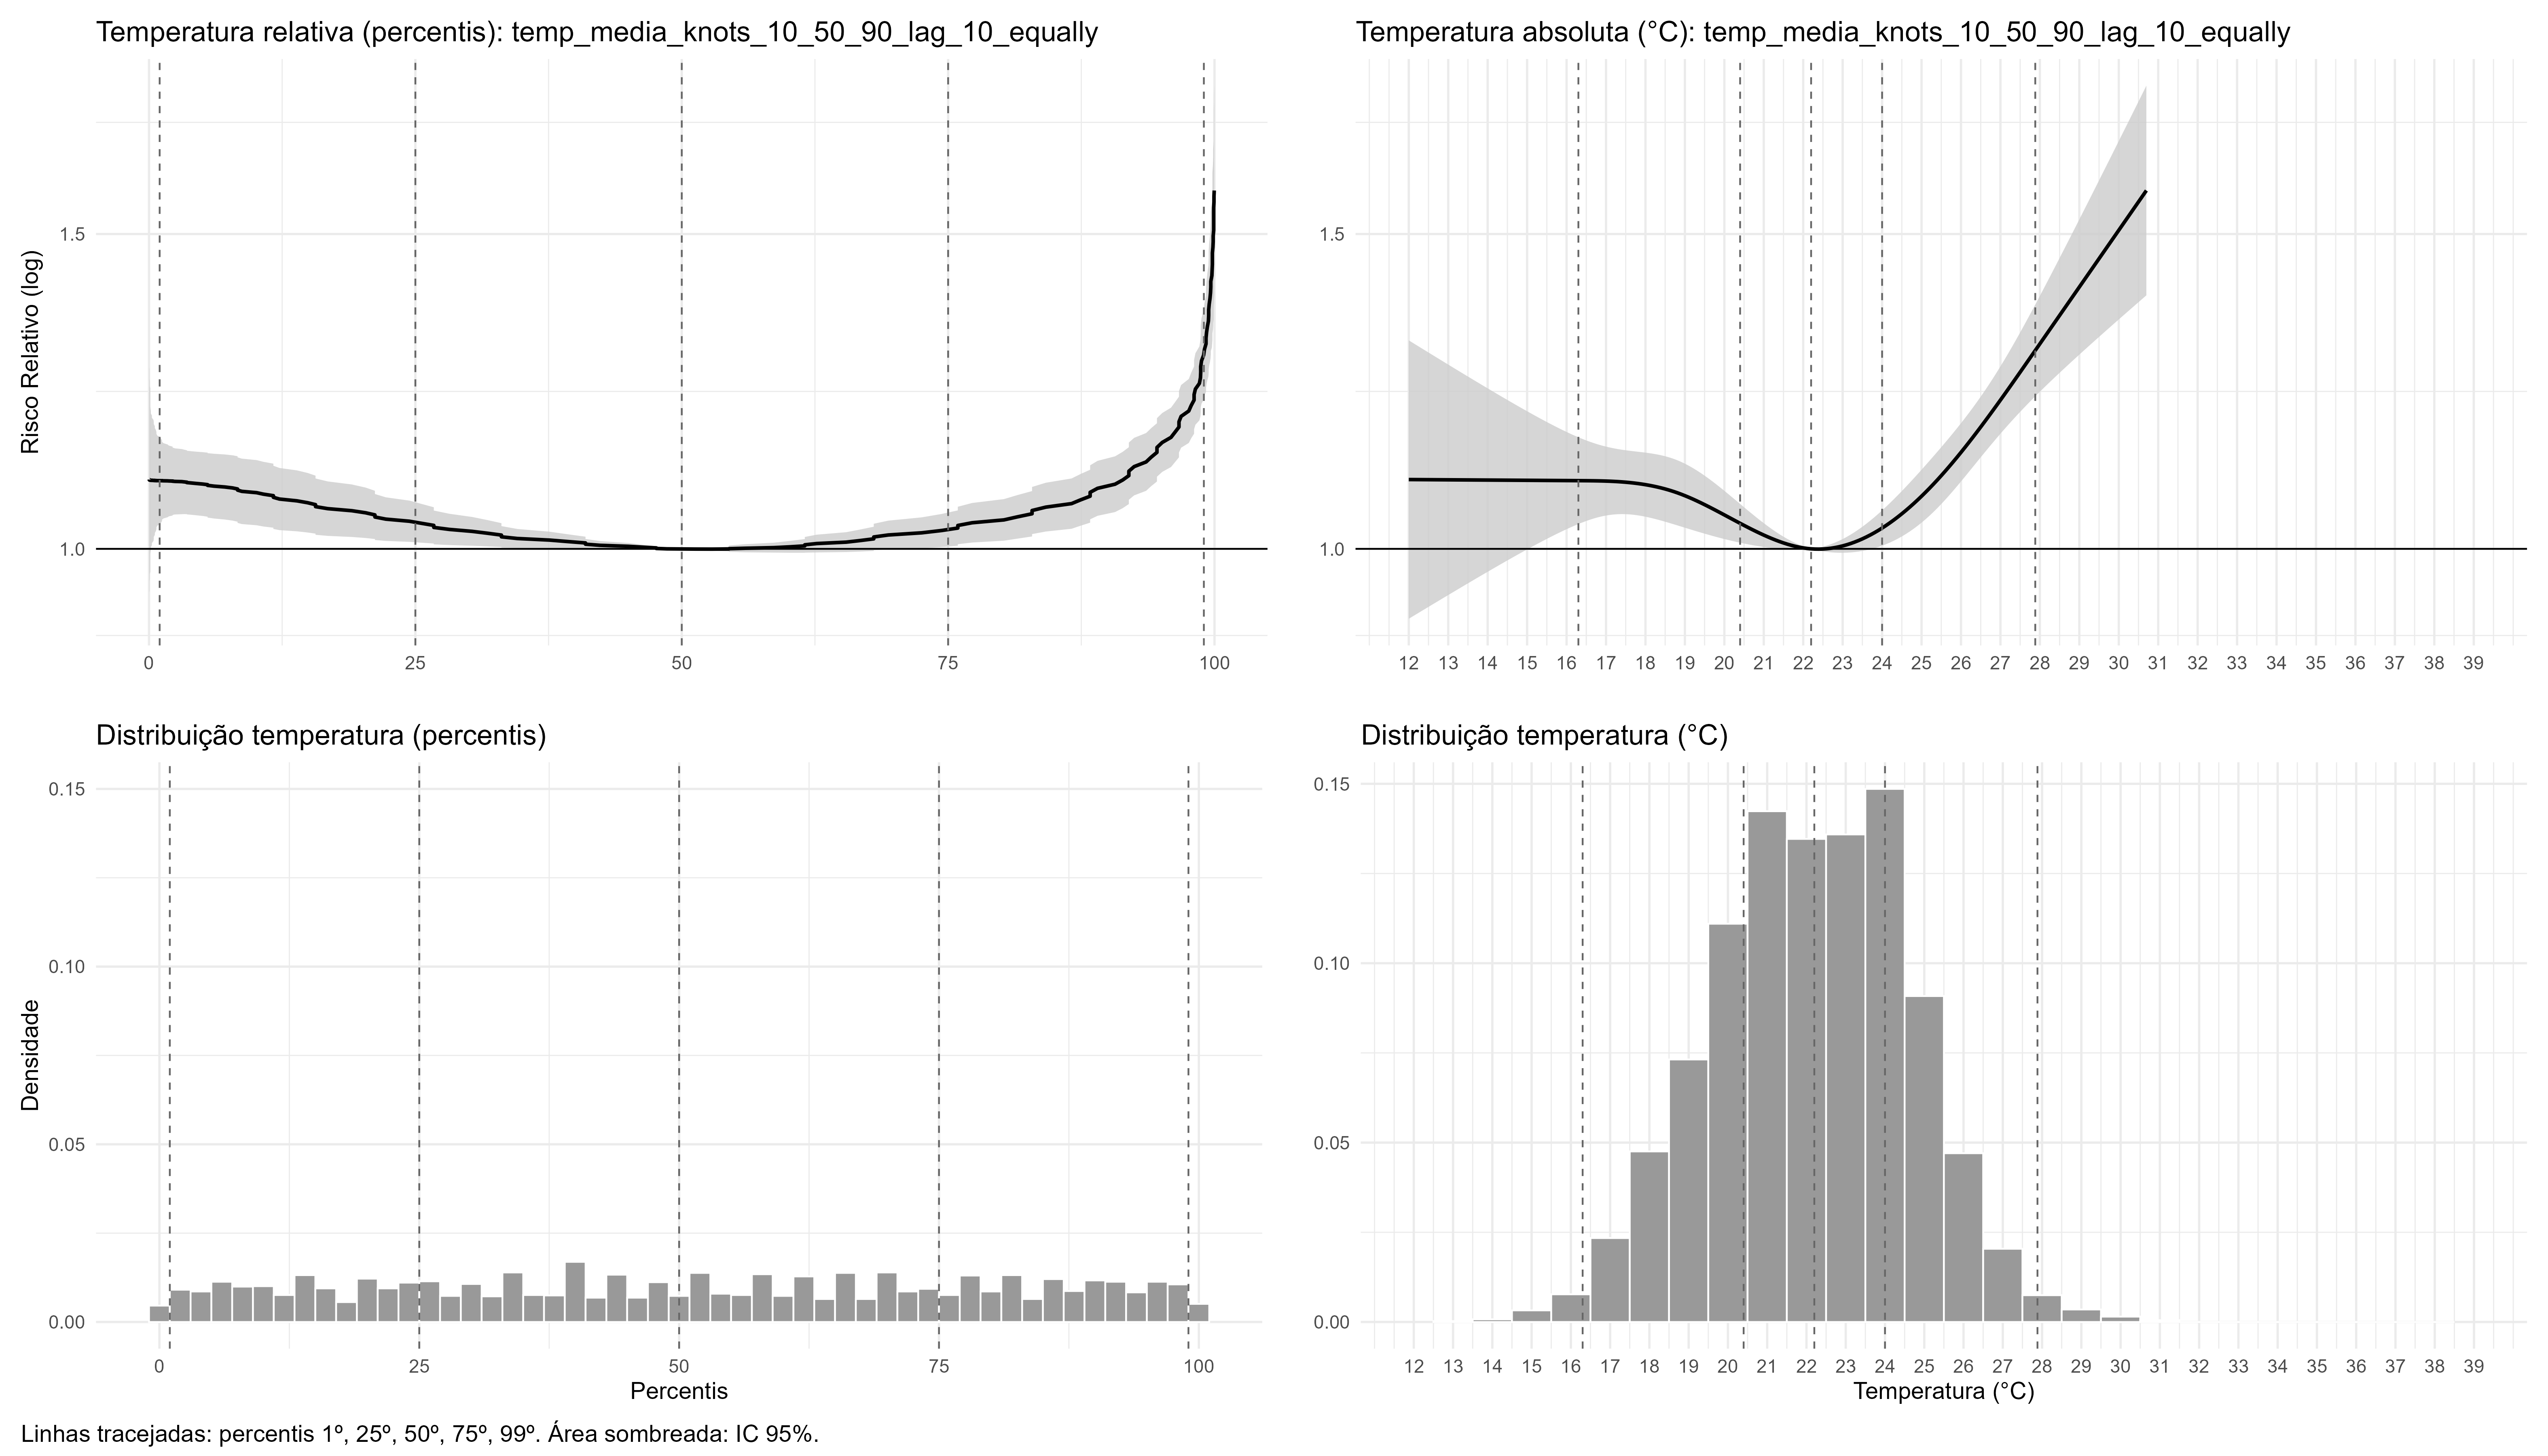 Temperatura relativa (percentis): temp_media_knots_10_50_90_lag_10_equally
Risco Relativo (log)
1.5
1.0
0 25 50 75 100
Temperatura absoluta (°C): temp_media_knots_10_50_90_lag_10_equally
1.5
1.0
12 13 14 15 16 17 18 19 20 21 22 23 24 25 26 27 28 29 30 31 32 33 34 35 36 37 38 39
Distribuição temperatura (percentis)
Densidade
0.15
0.10
0.05
0.00
0 25 50 75 100
Percentis
Distribuição temperatura (°C)
0.15
0.10
0.05
0.00
12 13 14 15 16 17 18 19 20 21 22 23 24 25 26 27 28 29 30 31 32 33 34 35 36 37 38 39
Temperatura (°C)
Linhas tracejadas: percentis 1º, 25º, 50º, 75º, 99º. Área sombreada: IC 95%.